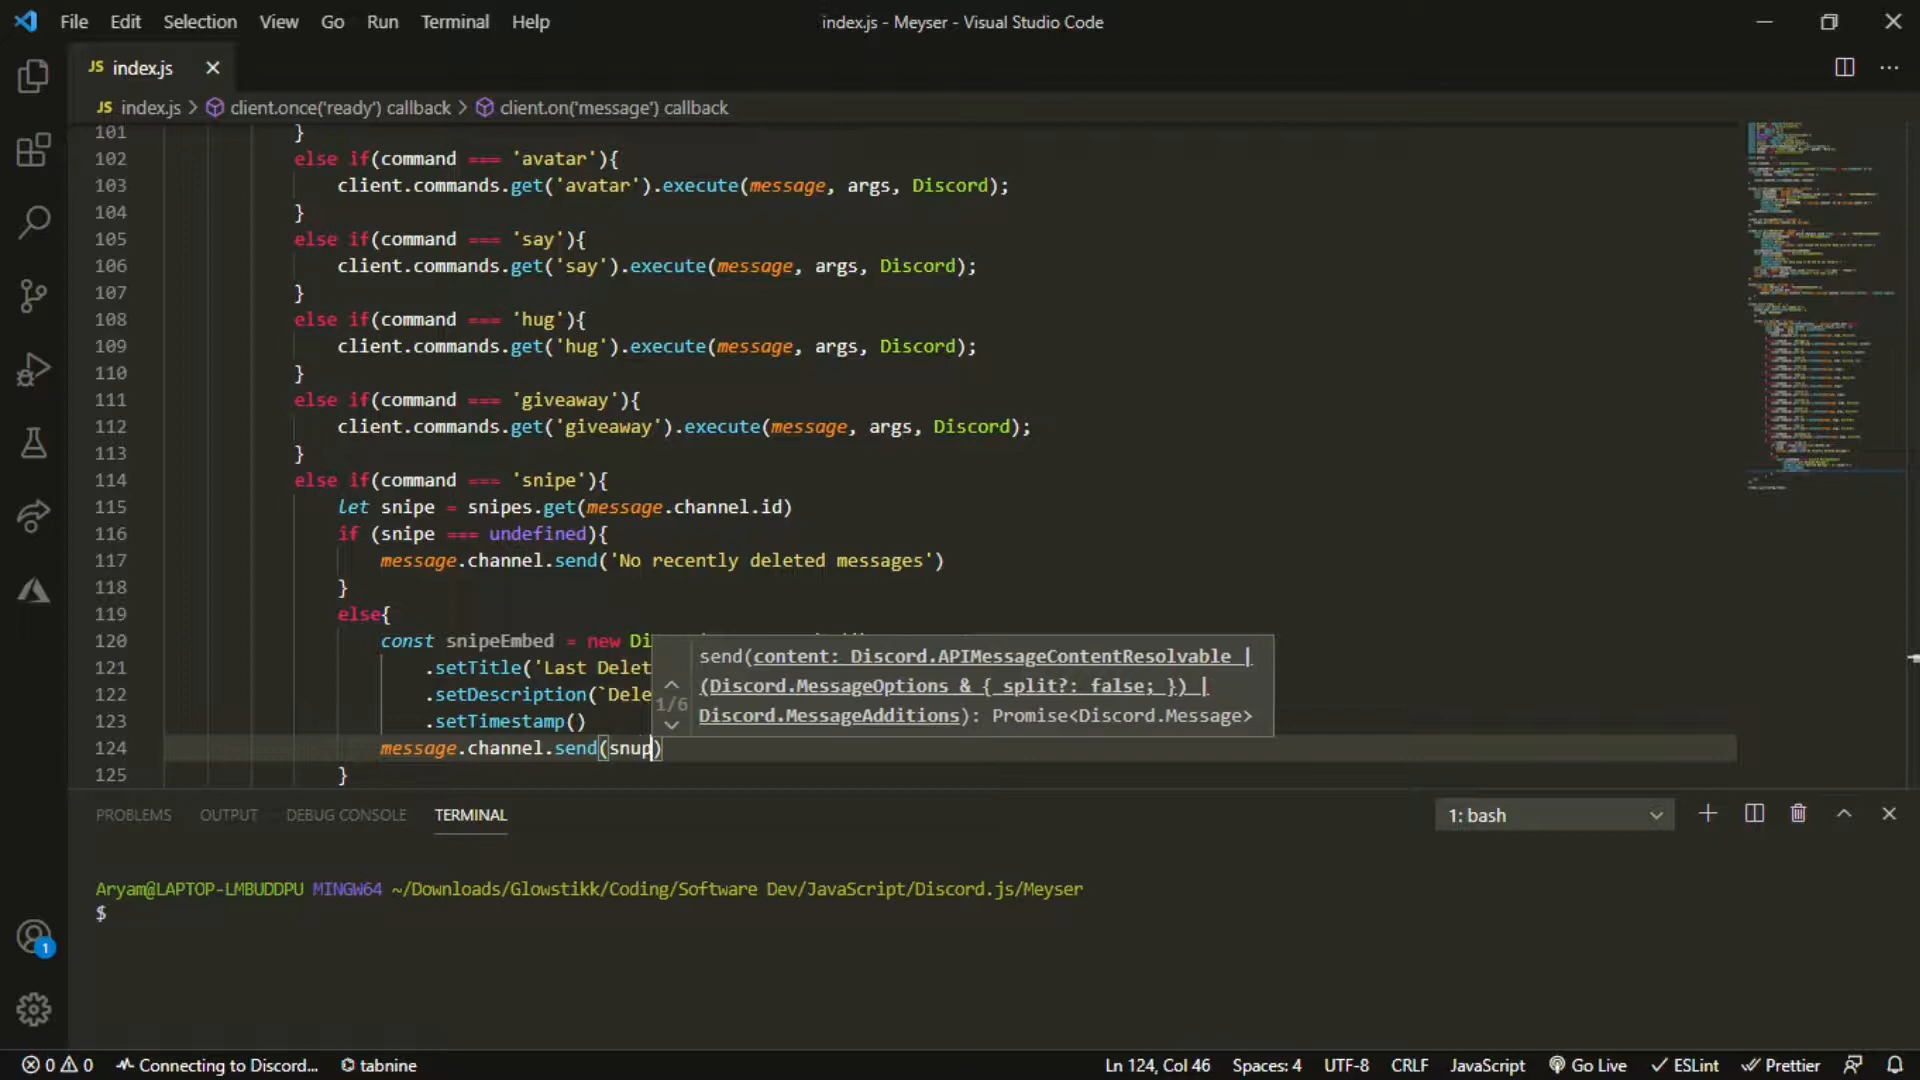 File Edit Selection View Go Run Terminal Help
index.js - Meyser - Visual Studio Code
JS index.js
JS index.js > client.once('ready') callback > client.on('message') callback
101 }
102 else if(command === 'avatar'){
103 client.commands.get('avatar').execute(message, args, Discord);
104 }
105 else if(command === 'say'){
106 client.commands.get('say').execute(message, args, Discord);
107 }
108 else if(command === 'hug'){
109 client.commands.get('hug').execute(message, args, Discord);
110 }
111 else if(command === 'giveaway'){
112 client.commands.get('giveaway').execute(message, args, Discord);
113 }
114 else if(command === 'snipe'){
115 let snipe = snipes.get(message.channel.id)
116 if (snipe === undefined){
117 message.channel.send('No recently deleted messages')
118 }
119 else{
120 const snipeEmbed = new Di
121 .setTitle('Last Delet
122 .setDescription(`Dele
123 .setTimestamp()
124 message.channel.send(snup)
125 }
send(content: Discord.APIMessageContentResolvable |
(Discord.MessageOptions & { split?: false; }) |
Discord.MessageAdditions): Promise<Discord.Message>
1/6
PROBLEMS OUTPUT DEBUG CONSOLE TERMINAL
1: bash
Aryam@LAPTOP-LMBUDDPU MINGW64 ~/Downloads/Glowstikk/Coding/Software Dev/JavaScript/Discord.js/Meyser
$
1
0 0 Connecting to Discord... tabnine
Ln 124, Col 46 Spaces: 4 UTF-8 CRLF JavaScript Go Live ESLint Prettier